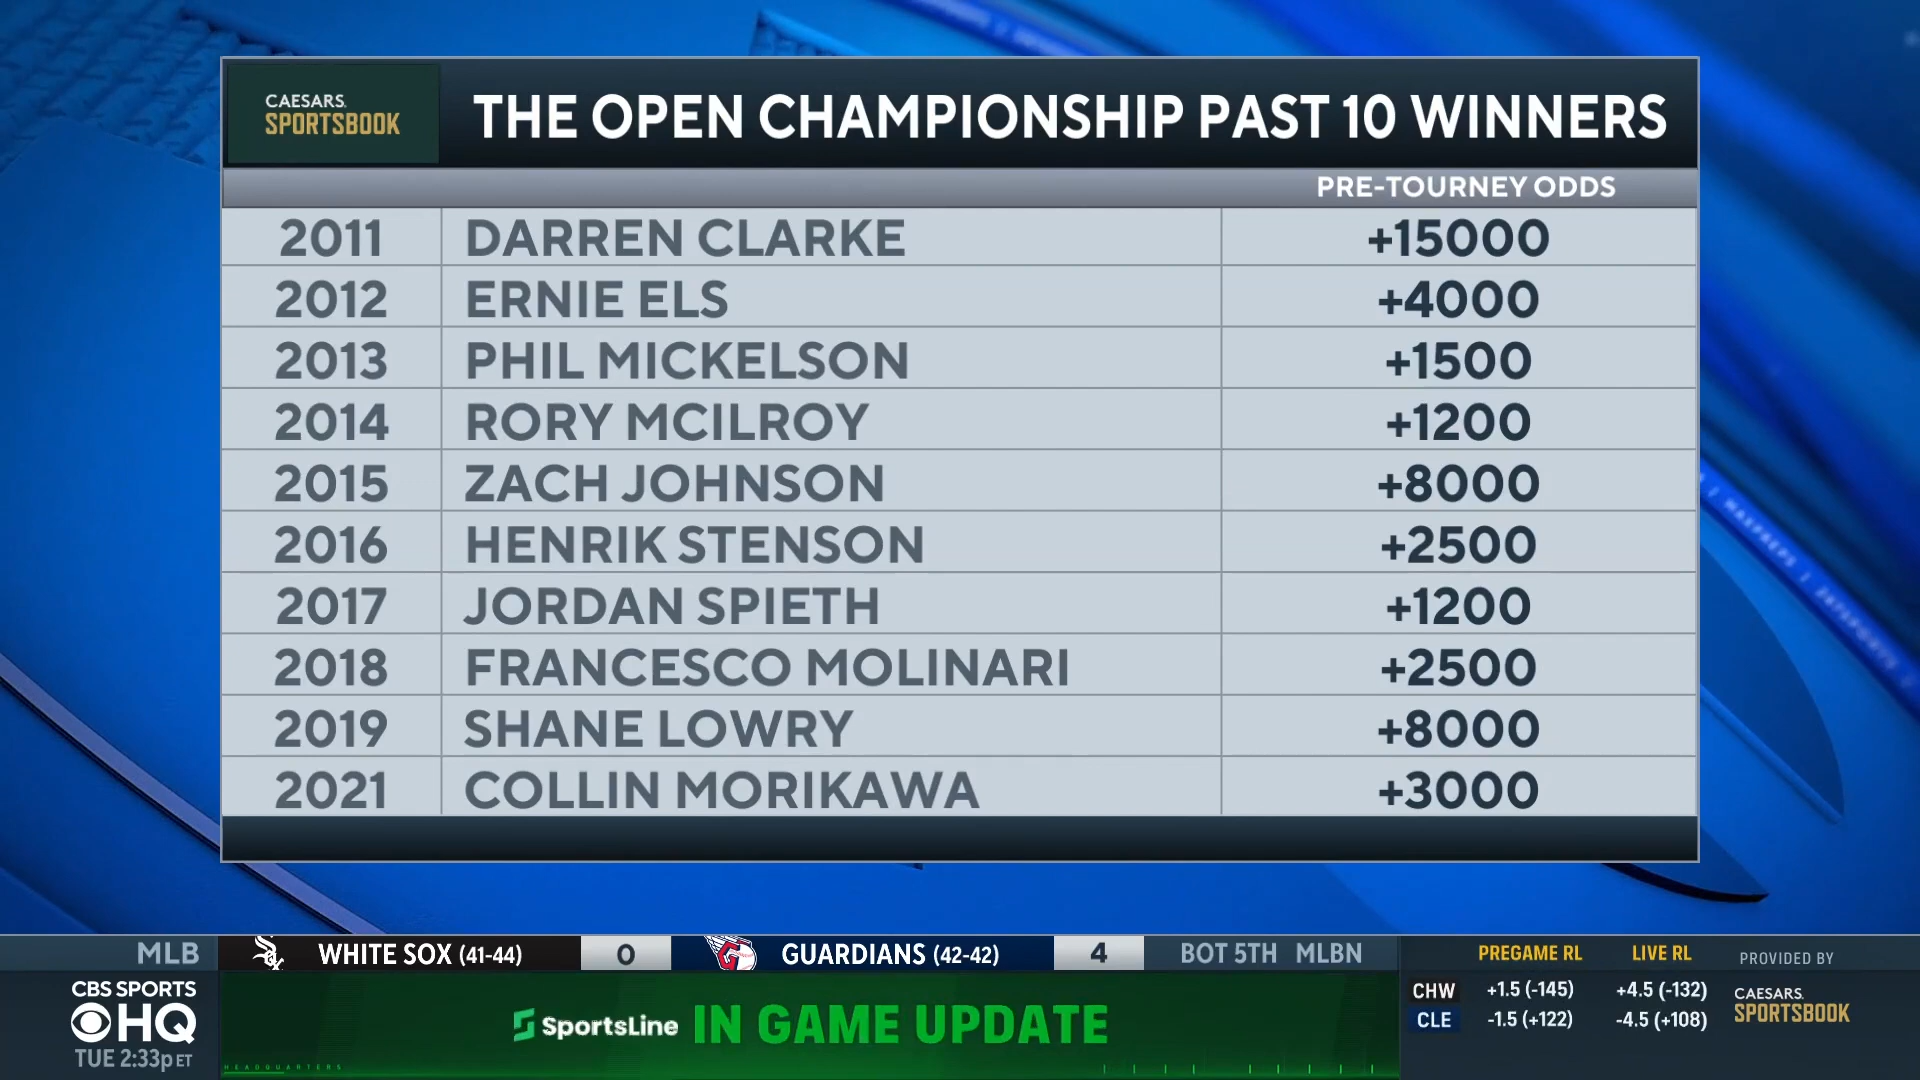 CAESARS
SPORTSBOOK
THE OPEN CHAMPIONSHIP PAST 10 WINNERS
PRE-TOURNEY ODDS
2011 DARREN CLARKE +15000
2012 ERNIE ELS +4000
2013 PHIL MICKELSON +1500
2014 RORY MCILROY +1200
2015 ZACH JOHNSON +8000
2016 HENRIK STENSON +2500
2017 JORDAN SPIETH +1200
2018 FRANCESCO MOLINARI +2500
2019 SHANE LOWRY +8000
2021 COLLIN MORIKAWA +3000
MLB WHITE SOX (41-44) 0 GUARDIANS (42-42) 4 BOT 5TH MLBN
CBS SPORTS
HQ
TUE 2:33p ET
SportsLine IN GAME UPDATE
HEADQUARTERS
PREGAME RL LIVE RL
CHW +1.5 (-145) +4.5 (-132)
CLE -1.5 (+122) -4.5 (+108)
PROVIDED BY
CAESARS
SPORTSBOOK